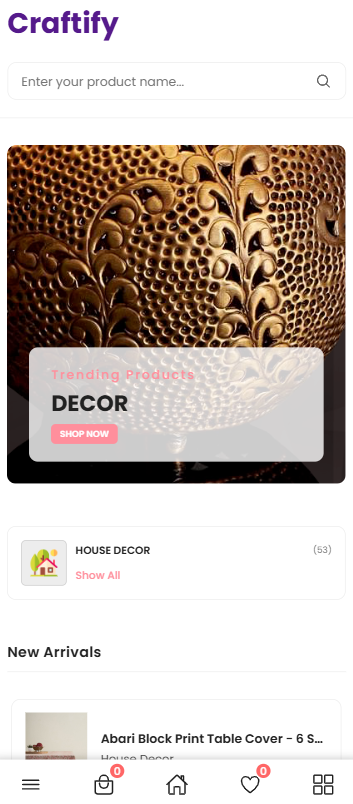 Craftify
Enter your product name...
Trending Products
DECOR
SHOP NOW
HOUSE DECOR
(53)
Show All
New Arrivals
Abari Block Print Table Cover - 6 S...
House Decor
0
0